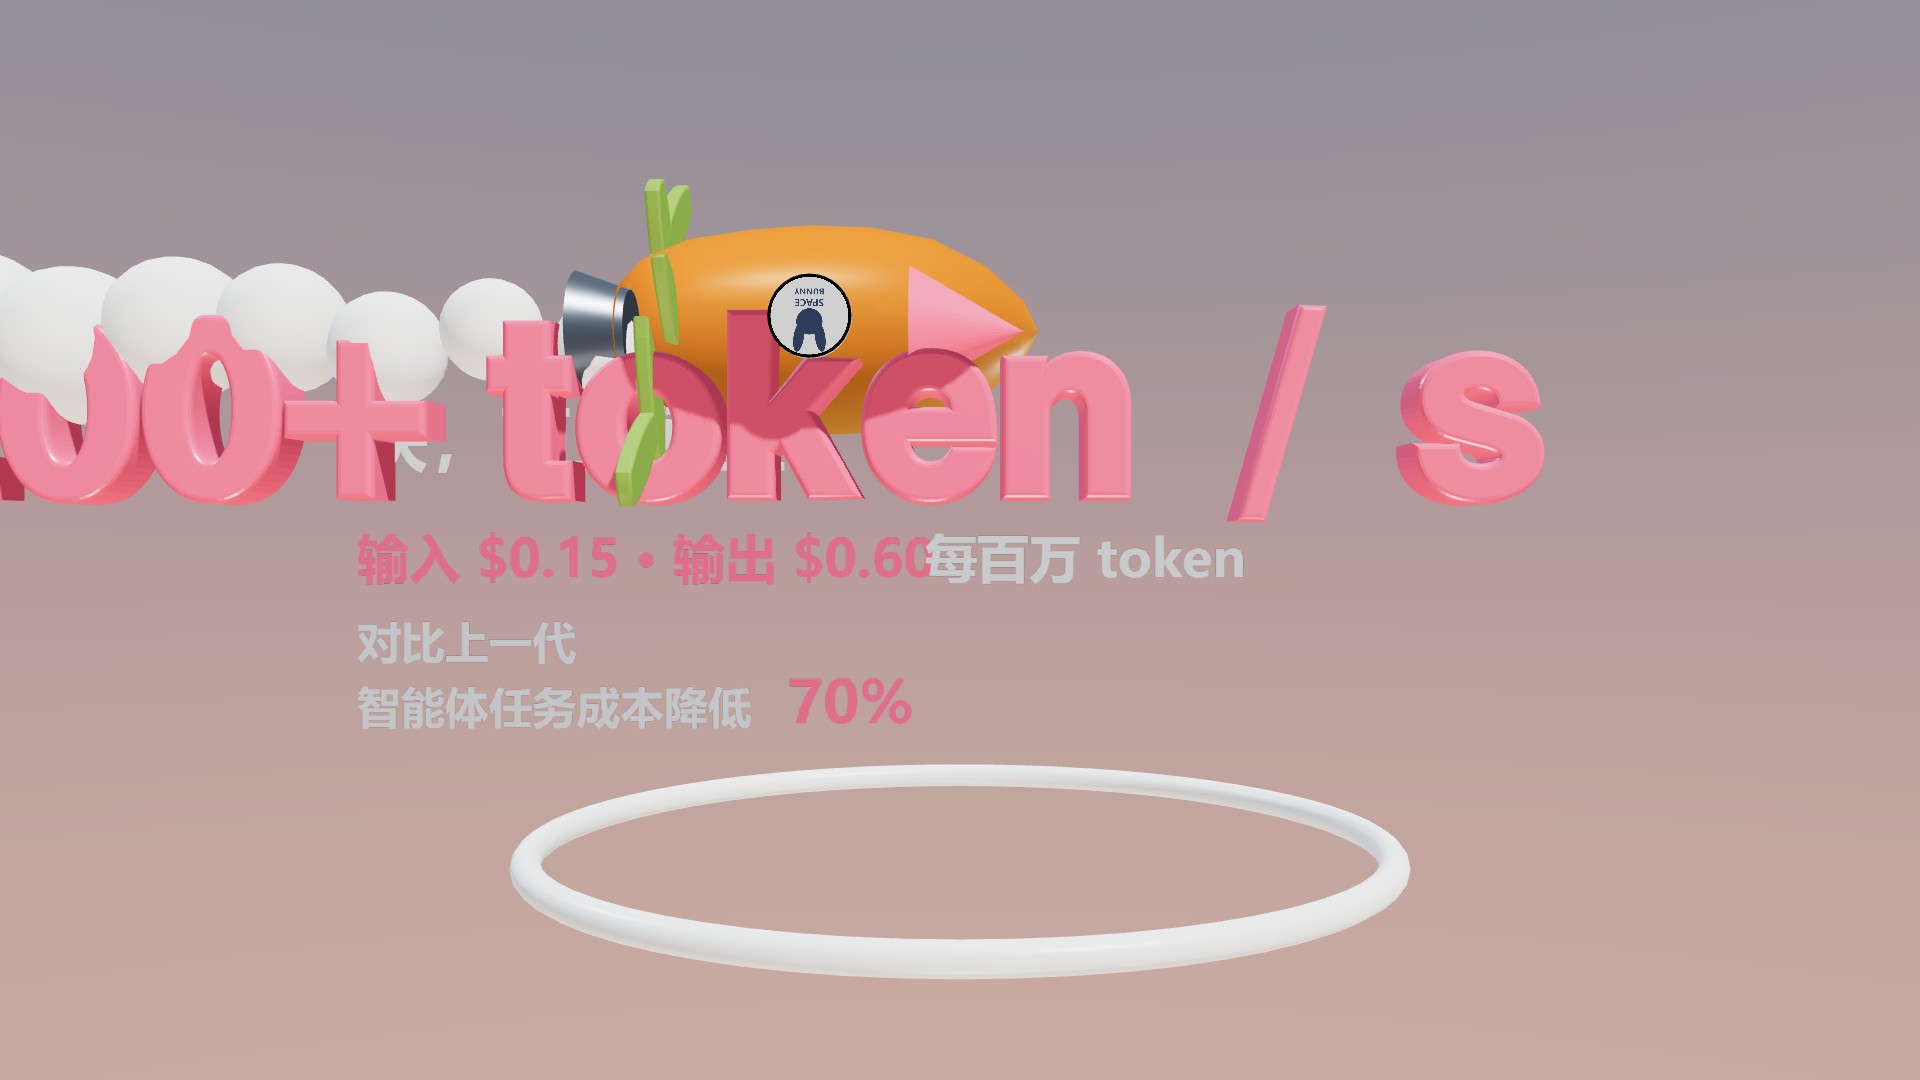 SPACE
BUNNY
00+ token / s
输入 $0.15 · 输出 $0.60 每百万 token
对比上一代
智能体任务成本降低 70%